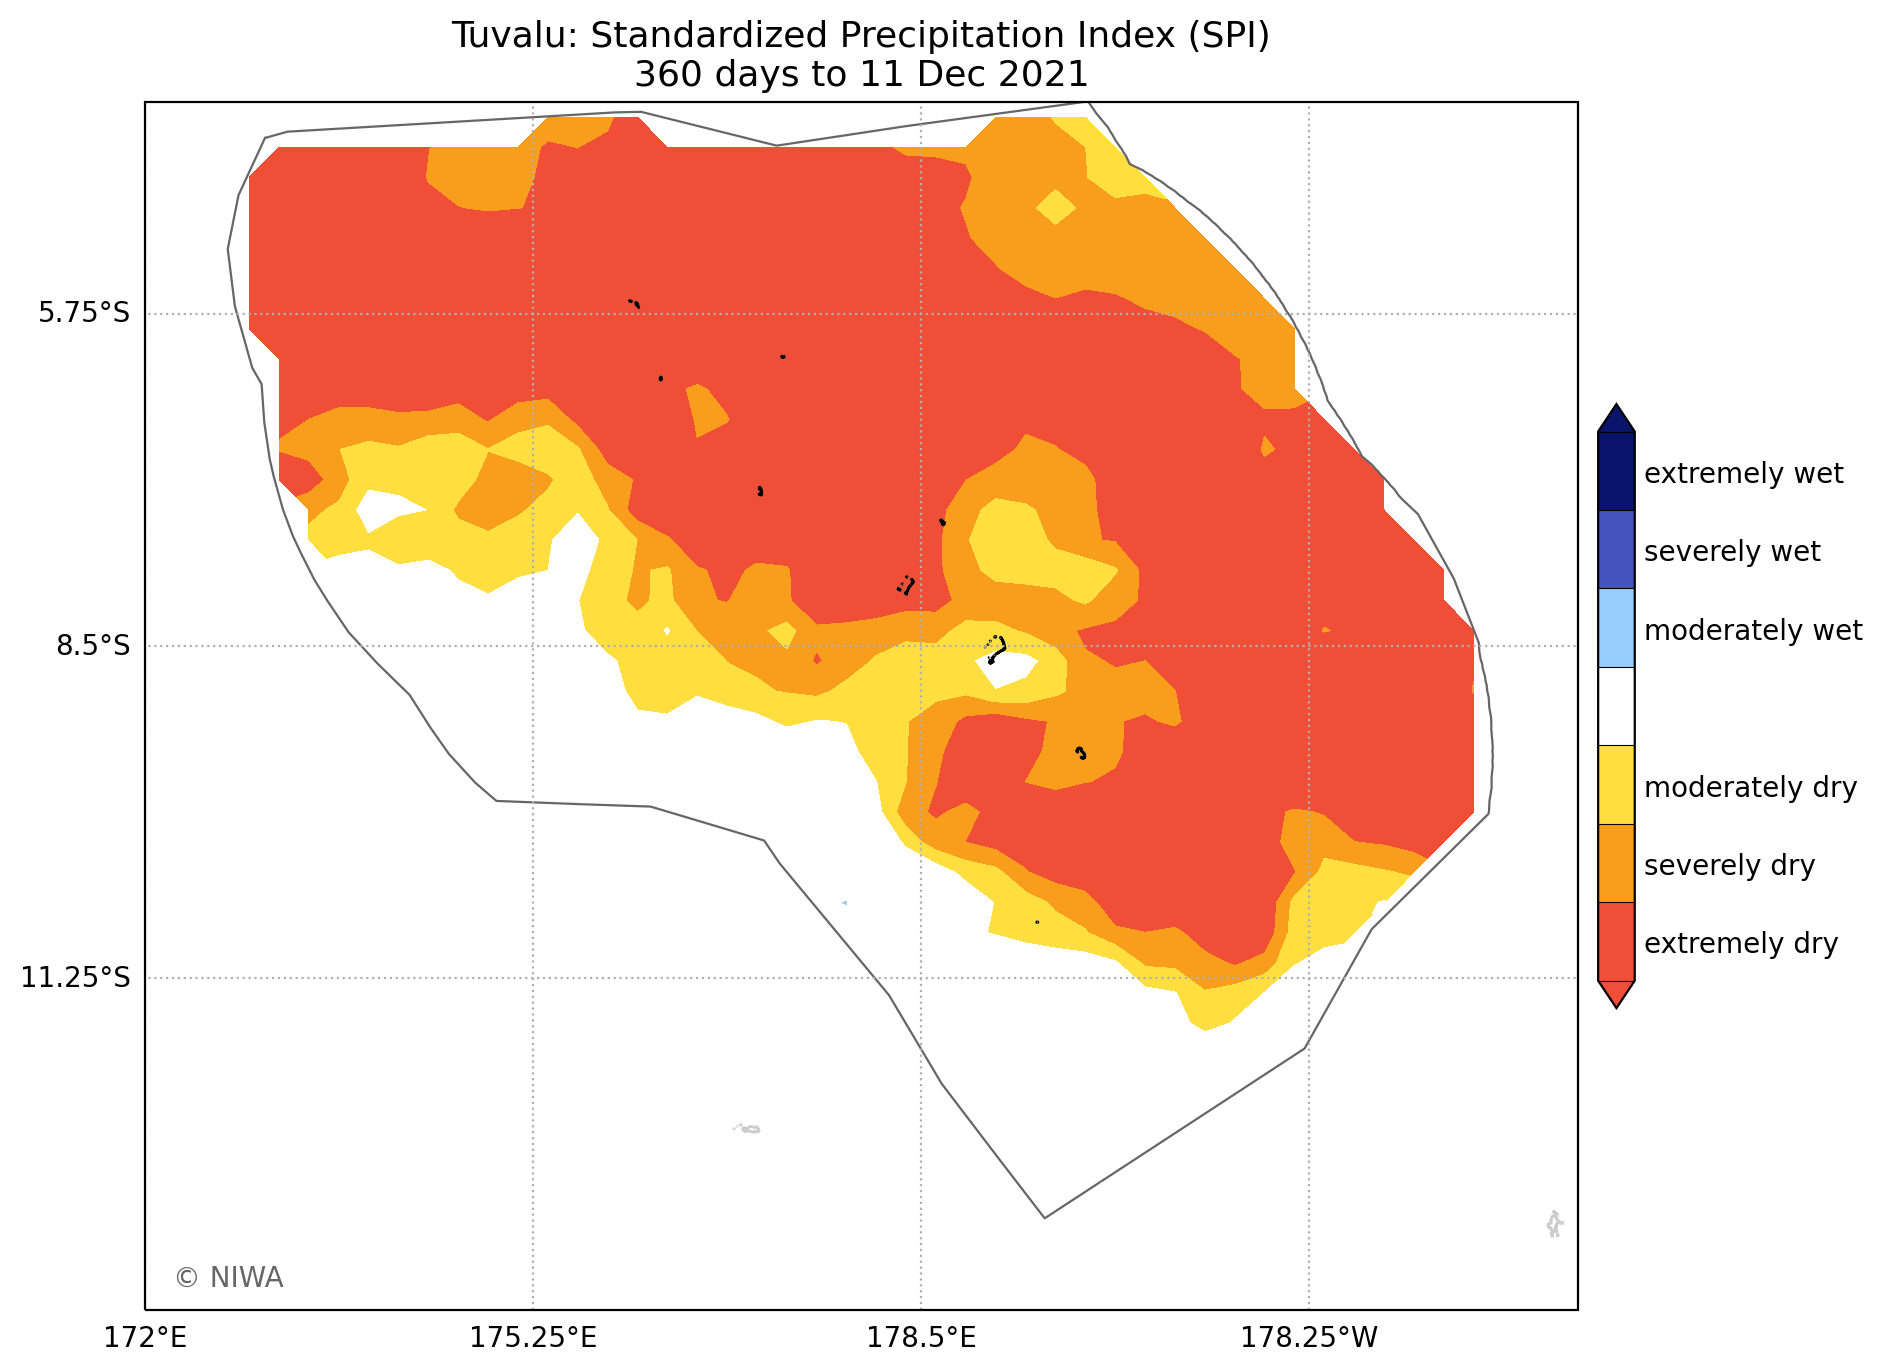 Tuvalu: Standardized Precipitation Index (SPI)
360 days to 11 Dec 2021
5.75°S
8.5°S
11.25°S
172°E
175.25°E
178.5°E
178.25°W
extremely wet
severely wet
moderately wet
moderately dry
severely dry
extremely dry
© NIWA